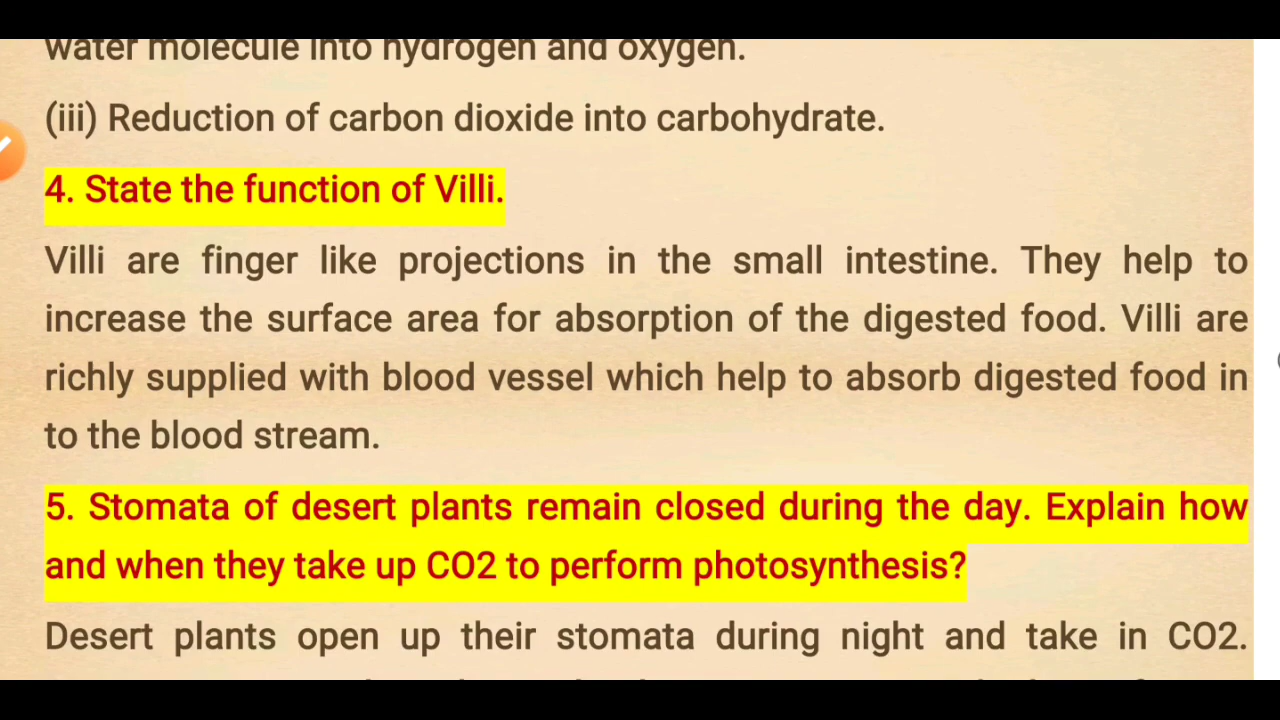 water molecule into hydrogen and oxygen.
(iii) Reduction of carbon dioxide into carbohydrate.
4. State the function of Villi.
Villi are finger like projections in the small intestine. They help to
increase the surface area for absorption of the digested food. Villi are
richly supplied with blood vessel which help to absorb digested food in
to the blood stream.
5. Stomata of desert plants remain closed during the day. Explain how
and when they take up CO2 to perform photosynthesis?
Desert plants open up their stomata during night and take in CO2.